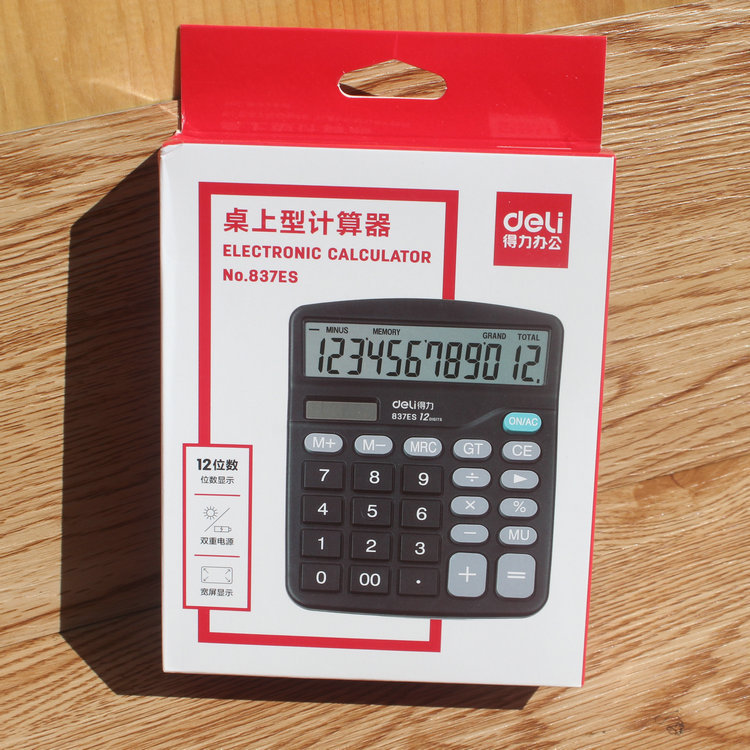 桌上型计算器
ELECTRONIC CALCULATOR
No.837ES
deli
得力办公
MINUS MEMORY GRAND TOTAL
123456789012.
deli得力
837ES 12DIGITS
ON/AC
M+ M− MRC GT CE
7 8 9 ÷ ▶
4 5 6 × %
1 2 3 − MU
0 00 . + =
12位数
位数显示
双重电源
宽屏显示